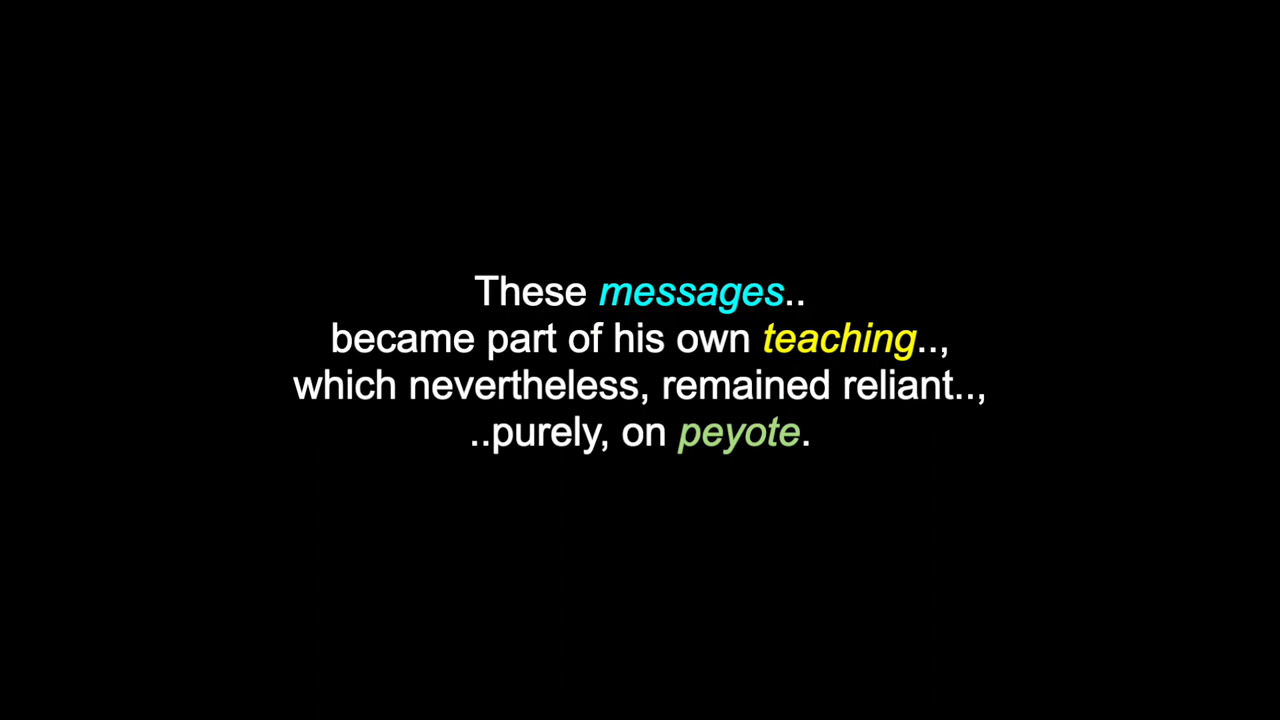 These messages..
became part of his own teaching..,
which nevertheless, remained reliant..,
..purely, on peyote.